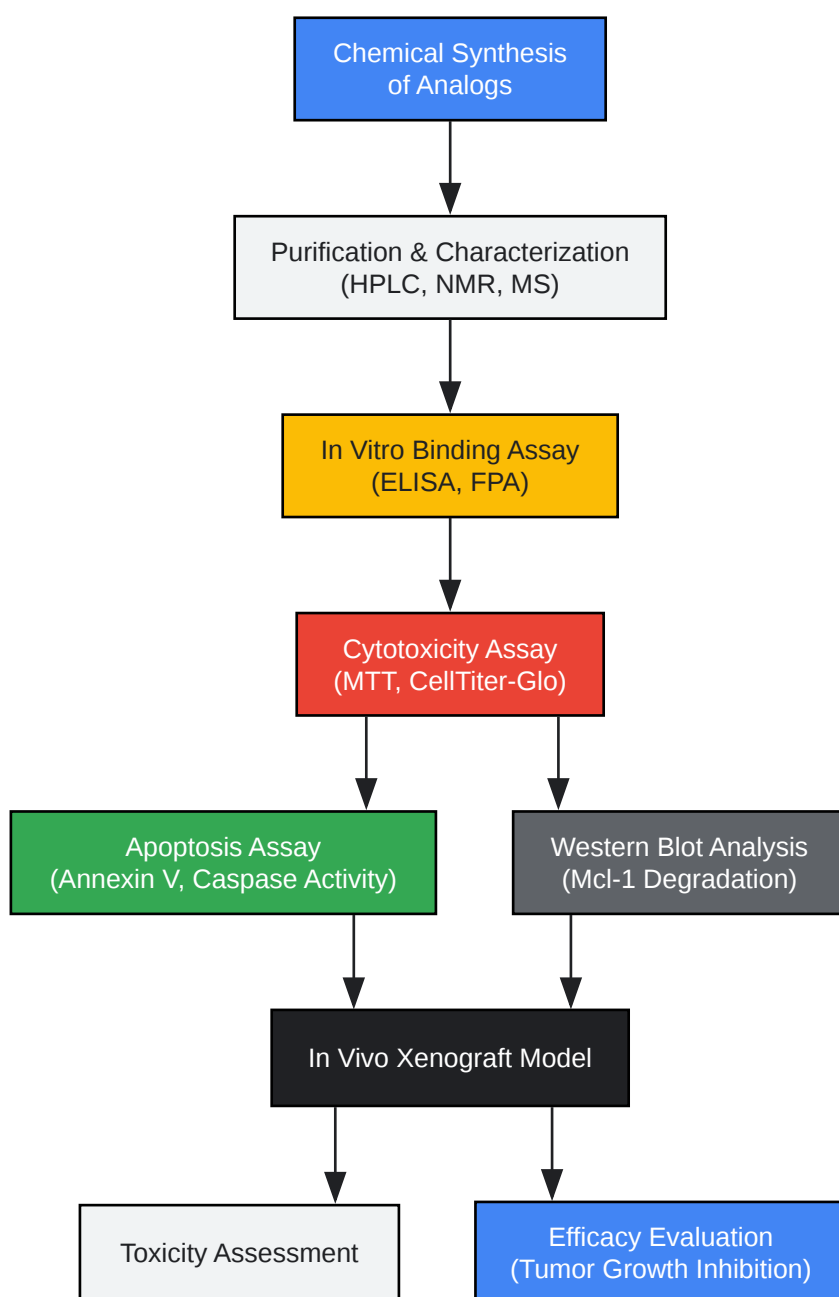 Chemical Synthesis
of Analogs
Purification & Characterization
(HPLC, NMR, MS)
In Vitro Binding Assay
(ELISA, FPA)
Cytotoxicity Assay
(MTT, CellTiter-Glo)
Apoptosis Assay
(Annexin V, Caspase Activity)
Western Blot Analysis
(Mcl-1 Degradation)
In Vivo Xenograft Model
Toxicity Assessment
Efficacy Evaluation
(Tumor Growth Inhibition)